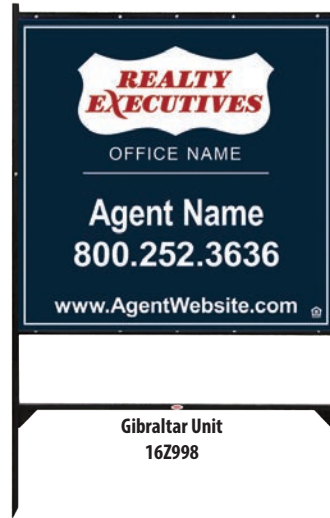 REALTY
EXECUTIVES
OFFICE NAME
Agent Name
800.252.3636
www.AgentWebsite.com
Gibraltar Unit
16Z998